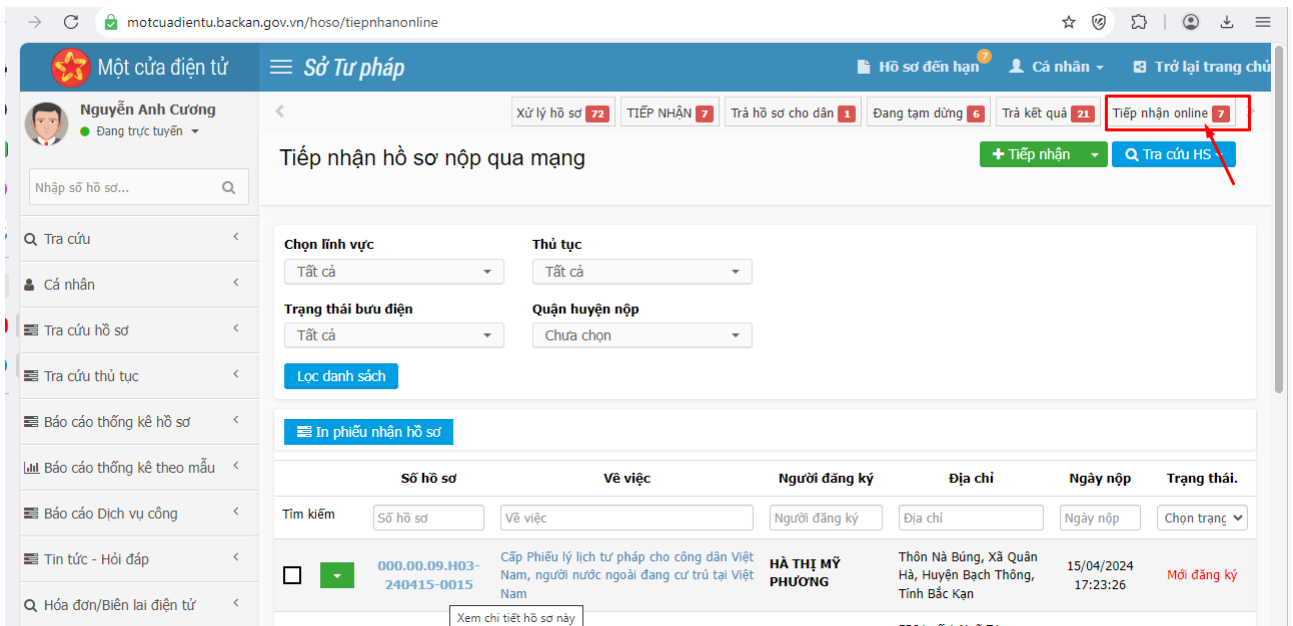 motcuadientu.backan.gov.vn/hoso/tiepnhanonline
Một cửa điện tử
Sở Tư pháp
Hồ sơ đến hạn 7
Cá nhân
Trở lại trang chủ
Nguyễn Anh Cương
Đang trực tuyến
Xử lý hồ sơ 72
TIẾP NHẬN 7
Trả hồ sơ cho dân 1
Đang tạm dừng 6
Trả kết quả 21
Tiếp nhận online 7
Tiếp nhận hồ sơ nộp qua mạng
Tiếp nhận
Tra cứu HS
Nhập số hồ sơ...
Tra cứu
Cá nhân
Tra cứu hồ sơ
Tra cứu thủ tục
Báo cáo thống kê hồ sơ
Báo cáo thống kê theo mẫu
Báo cáo Dịch vụ công
Tin tức - Hỏi đáp
Hóa đơn/Biên lai điện tử
Chọn lĩnh vực
Thủ tục
Tất cả
Tất cả
Trạng thái bưu điện
Quận huyện nộp
Tất cả
Chưa chọn
Lọc danh sách
In phiếu nhận hồ sơ
Số hồ sơ
Về việc
Người đăng ký
Địa chỉ
Ngày nộp
Trạng thái.
Tìm kiếm
Số hồ sơ
Về việc
Người đăng ký
Địa chỉ
Ngày nộp
Chọn trạng
000.00.09.H03-
240415-0015
Cấp Phiếu lý lịch tư pháp cho công dân Việt
Nam, người nước ngoài đang cư trú tại Việt
Nam
HÀ THỊ MỸ
PHƯƠNG
Thôn Nà Búng, Xã Quân
Hà, Huyện Bạch Thông,
Tỉnh Bắc Kạn
15/04/2024
17:23:26
Mới đăng ký
Xem chi tiết hồ sơ này